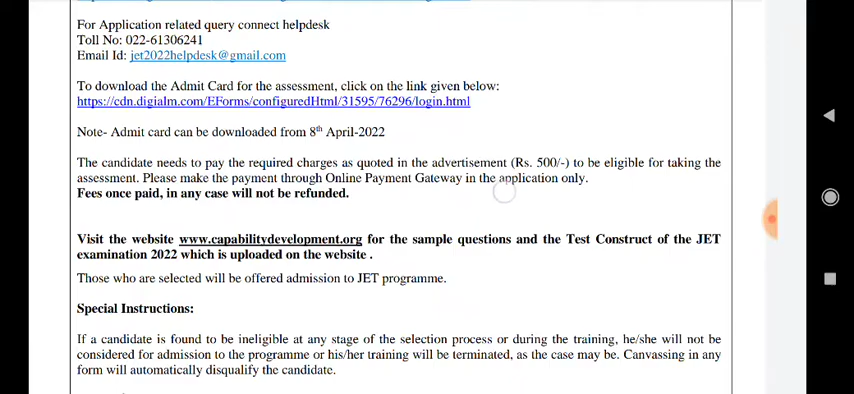 For Application related query connect helpdesk
Toll No: 022-61306241
Email Id: jet2022helpdesk@gmail.com
To download the Admit Card for the assessment, click on the link given below:
https://cdn.digialm.com/EForms/configuredHtml/31595/76296/login.html
Note- Admit card can be downloaded from 8th April-2022
The candidate needs to pay the required charges as quoted in the advertisement (Rs. 500/-) to be eligible for taking the
assessment. Please make the payment through Online Payment Gateway in the application only.
Fees once paid, in any case will not be refunded.
Visit the website www.capabilitydevelopment.org for the sample questions and the Test Construct of the JET
examination 2022 which is uploaded on the website .
Those who are selected will be offered admission to JET programme.
Special Instructions:
If a candidate is found to be ineligible at any stage of the selection process or during the training, he/she will not be
considered for admission to the programme or his/her training will be terminated, as the case may be. Canvassing in any
form will automatically disqualify the candidate.